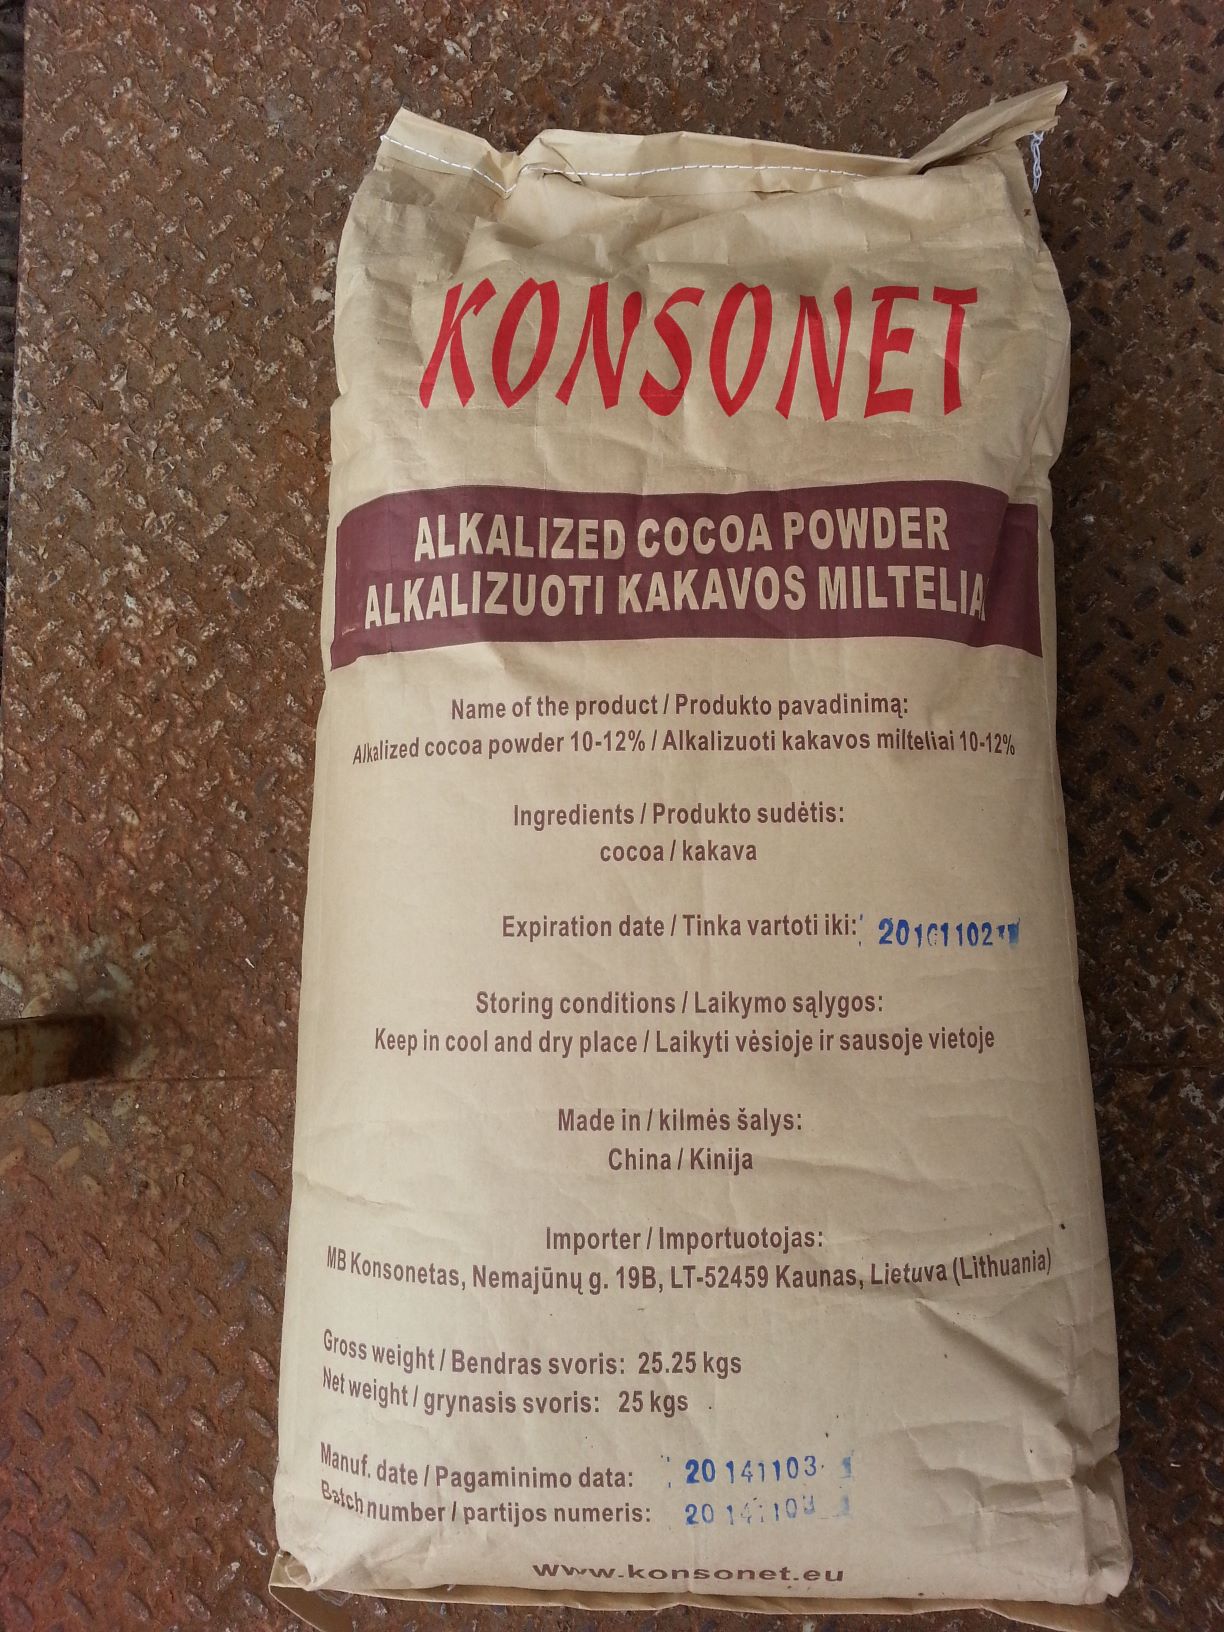 KONSONET
ALKALIZED COCOA POWDER
ALKALIZUOTI KAKAVOS MILTELIAI
Name of the product / Produkto pavadinimą:
Alkalized cocoa powder 10-12% / Alkalizuoti kakavos milteliai 10-12%
Ingredients / Produkto sudėtis:
cocoa / kakava
Expiration date / Tinka vartoti iki: 20161102
Storing conditions / Laikymo sąlygos:
Keep in cool and dry place / Laikyti vėsioje ir sausoje vietoje
Made in / kilmės šalys:
China / Kinija
Importer / Importuotojas:
MB Konsonetas, Nemajūnų g. 19B, LT-52459 Kaunas, Lietuva (Lithuania)
Gross weight / Bendras svoris: 25.25 kgs
Net weight / grynasis svoris: 25 kgs
Manuf. date / Pagaminimo data: 20141103
Batch number / partijos numeris: 20141103
www.konsonet.eu